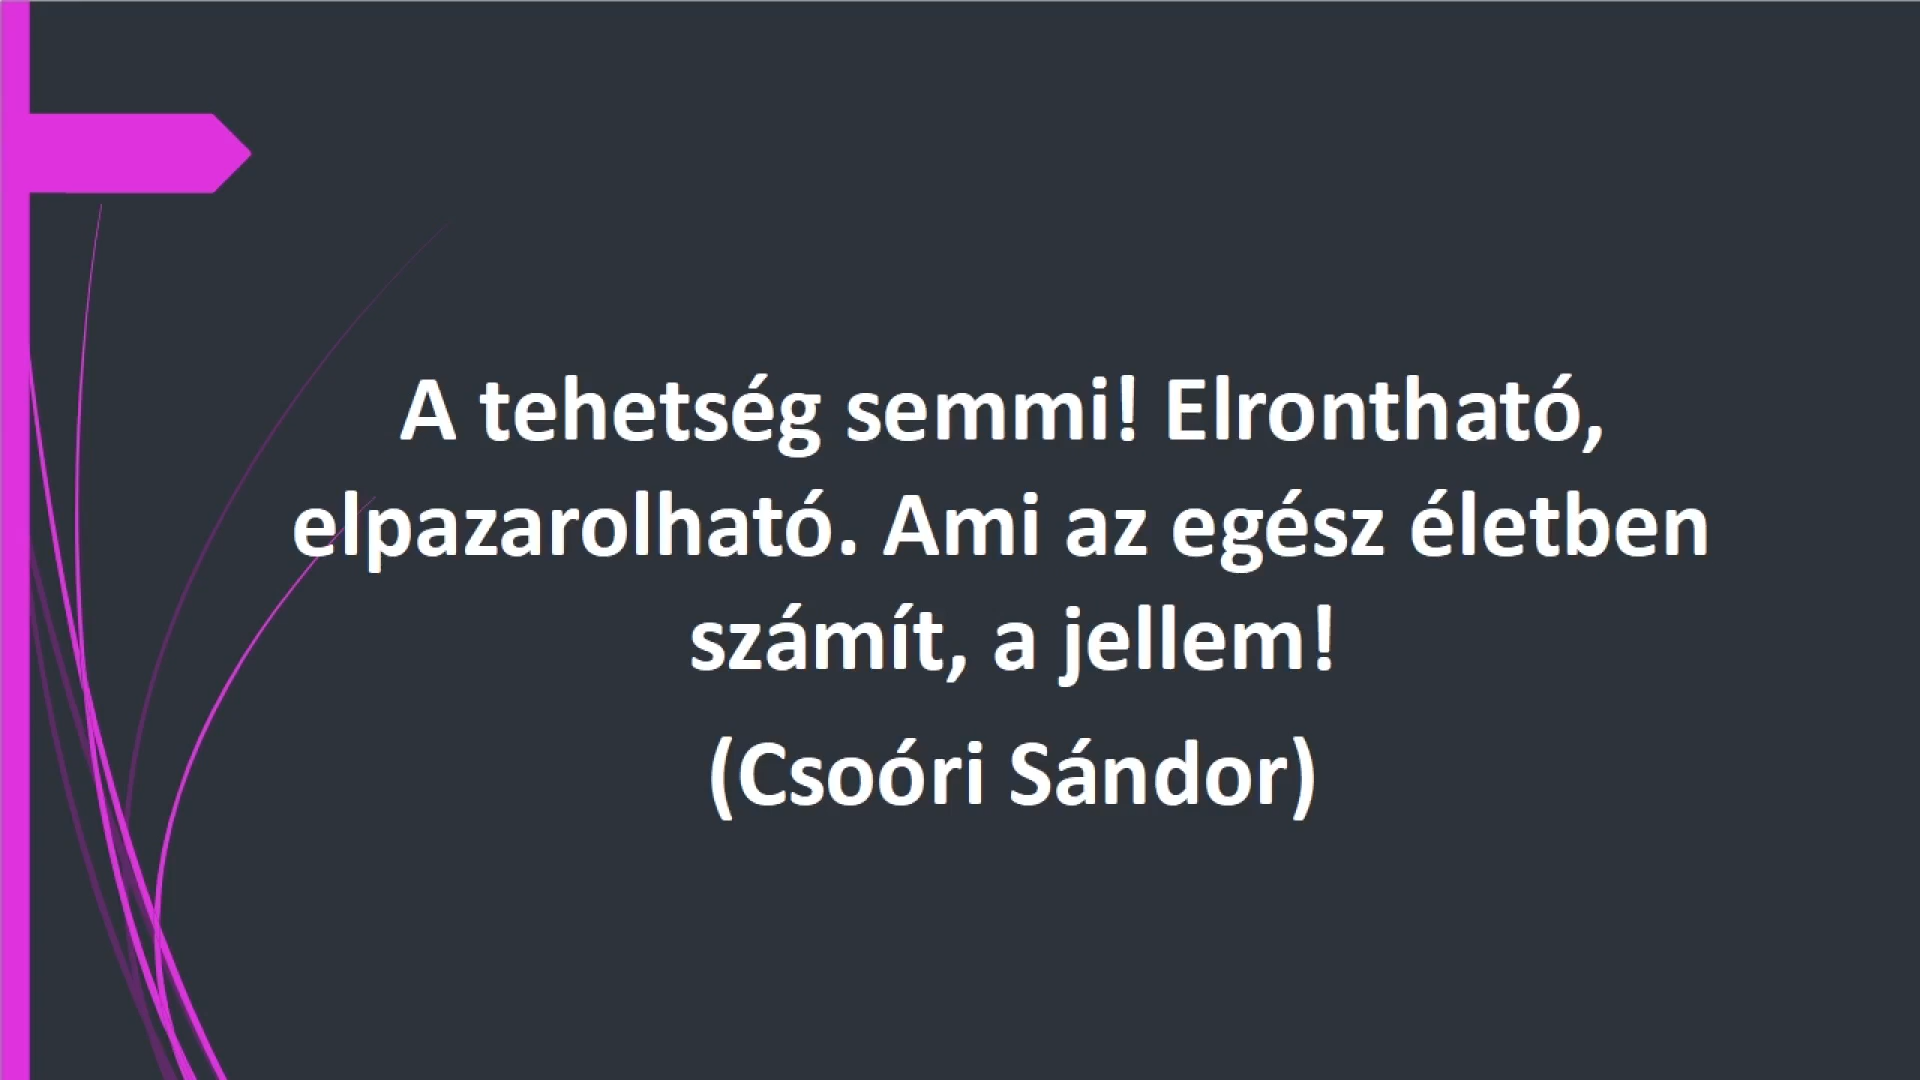 A tehetség semmi! Elrontható,
elpazarolható. Ami az egész életben
számít, a jellem!
(Csoóri Sándor)